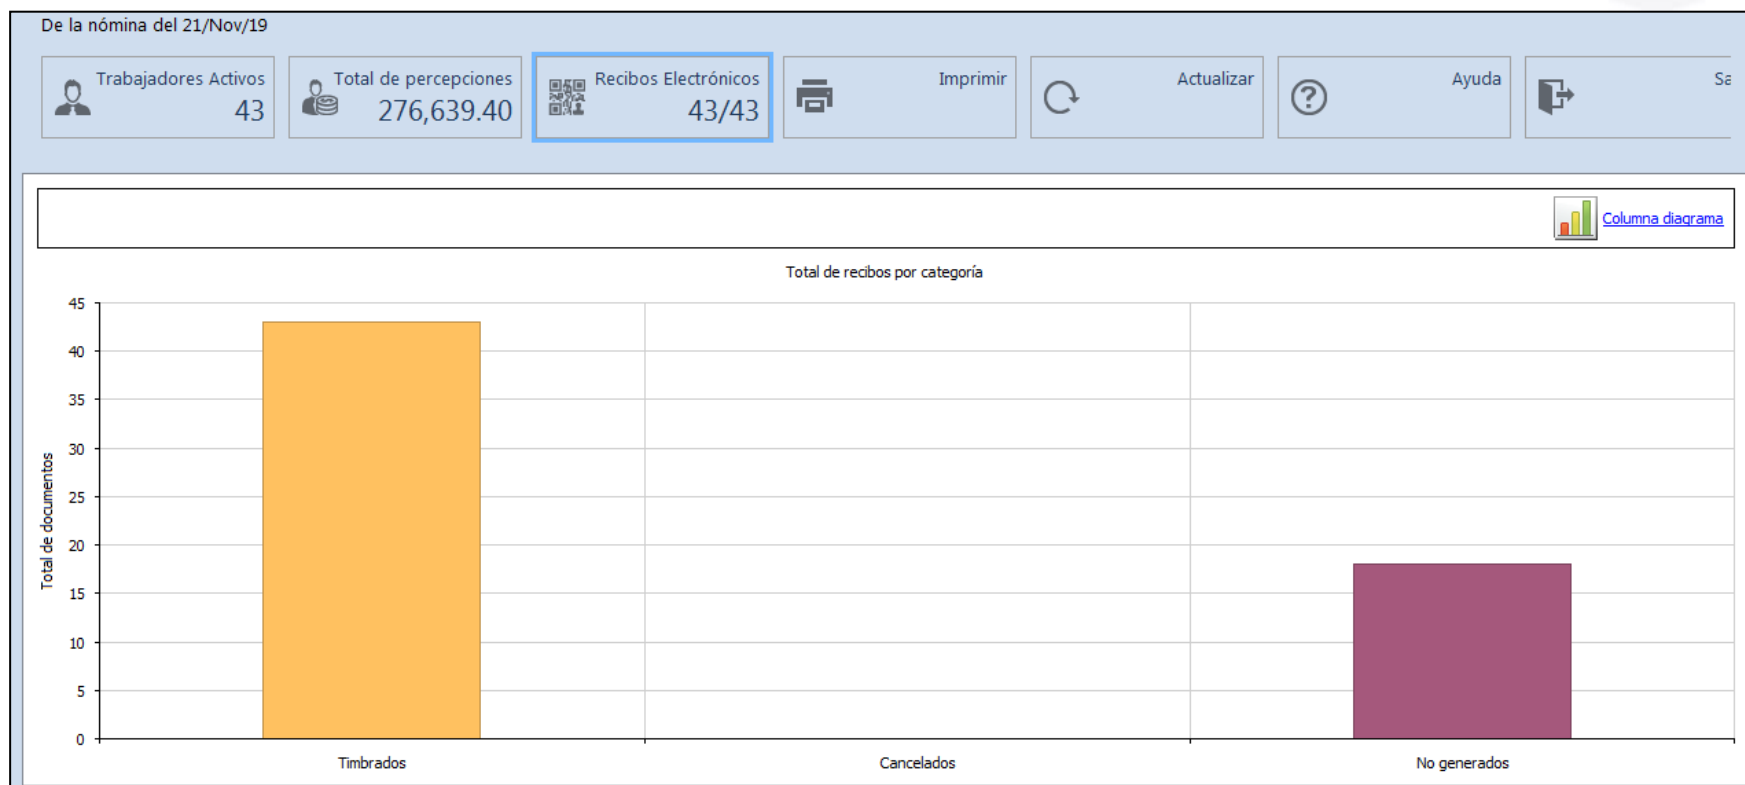 De la nómina del 21/Nov/19
Trabajadores Activos
43
Total de percepciones
276,639.40
Recibos Electrónicos
43/43
Imprimir
Actualizar
Ayuda
Sa
Columna diagrama
Total de recibos por categoría
Total de documentos
45
40
35
30
25
20
15
10
5
0
Timbrados
Cancelados
No generados